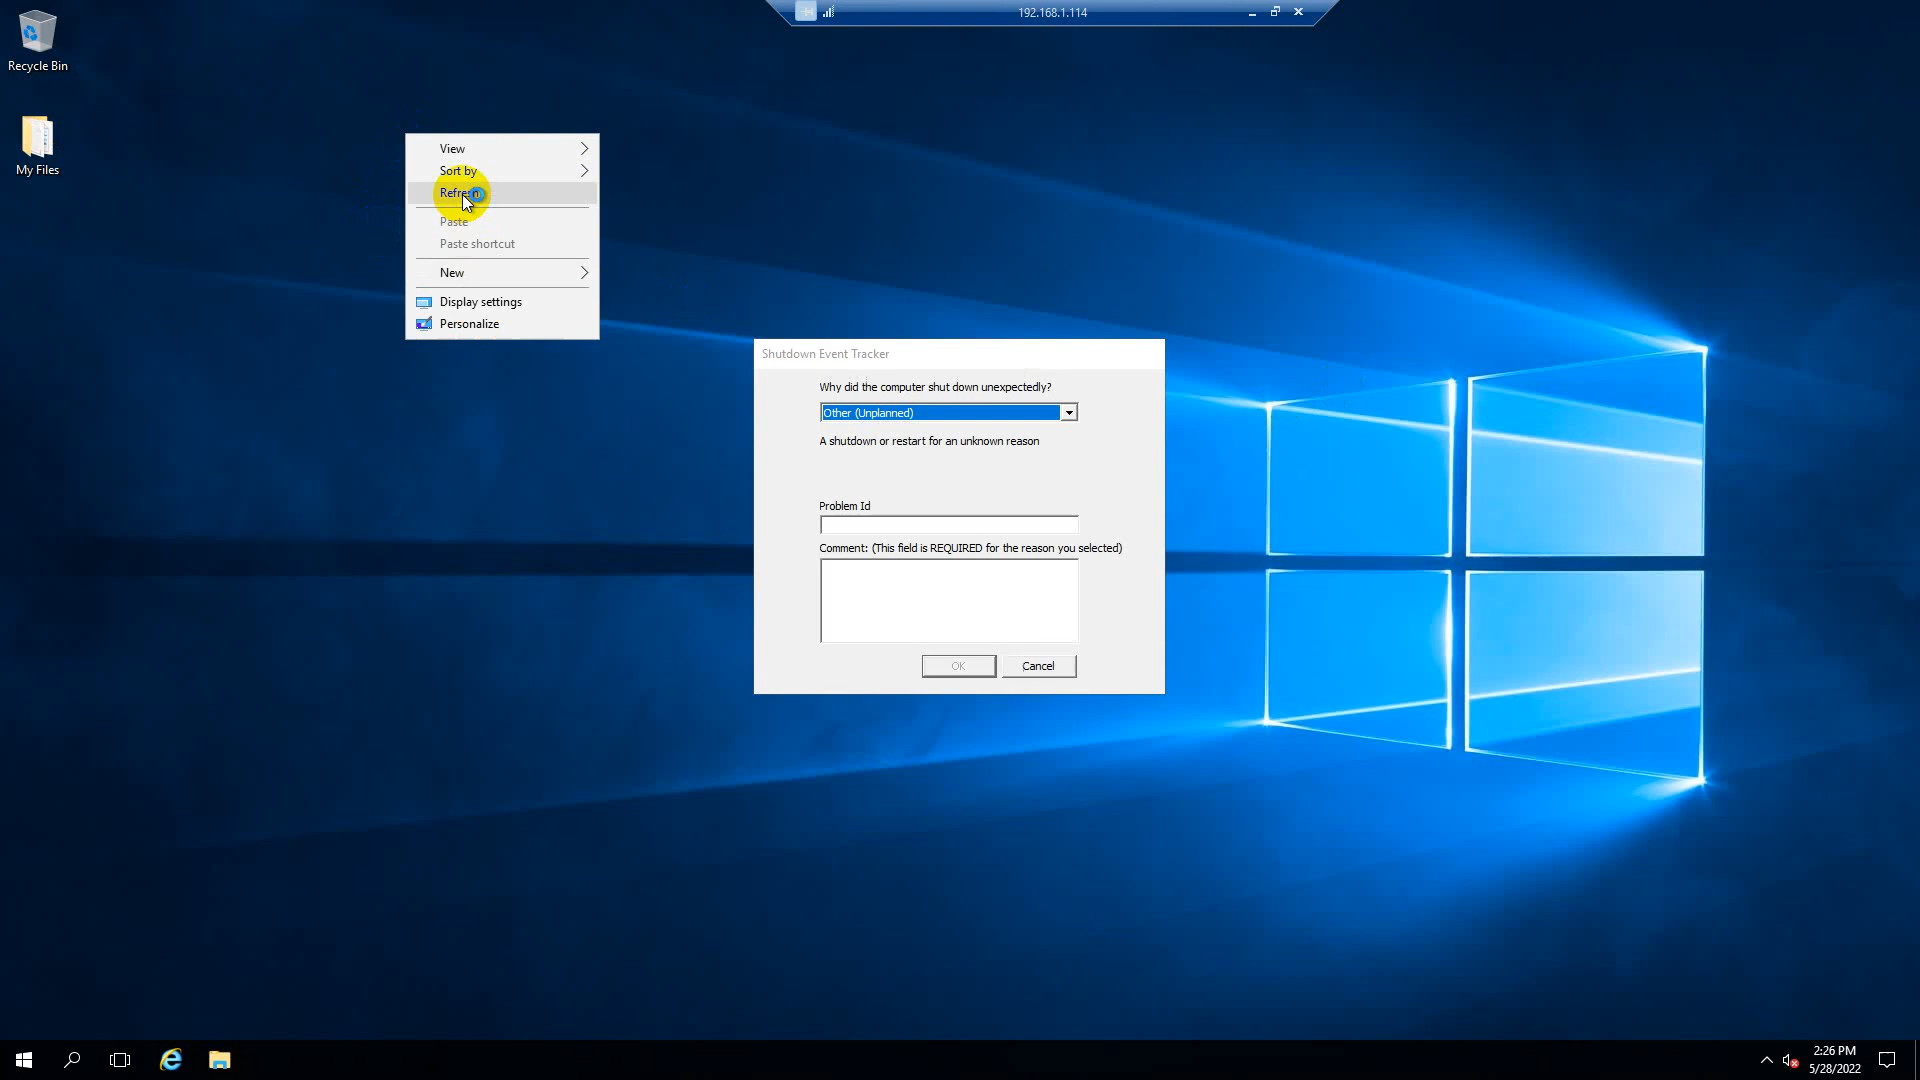 192.168.1.114
Recycle Bin
My Files
View
Sort by
Refresh
Paste
Paste shortcut
New
Display settings
Personalize
Shutdown Event Tracker
Why did the computer shut down unexpectedly?
Other (Unplanned)
A shutdown or restart for an unknown reason
Problem Id
Comment: (This field is REQUIRED for the reason you selected)
OK
Cancel
2:26 PM
5/28/2022